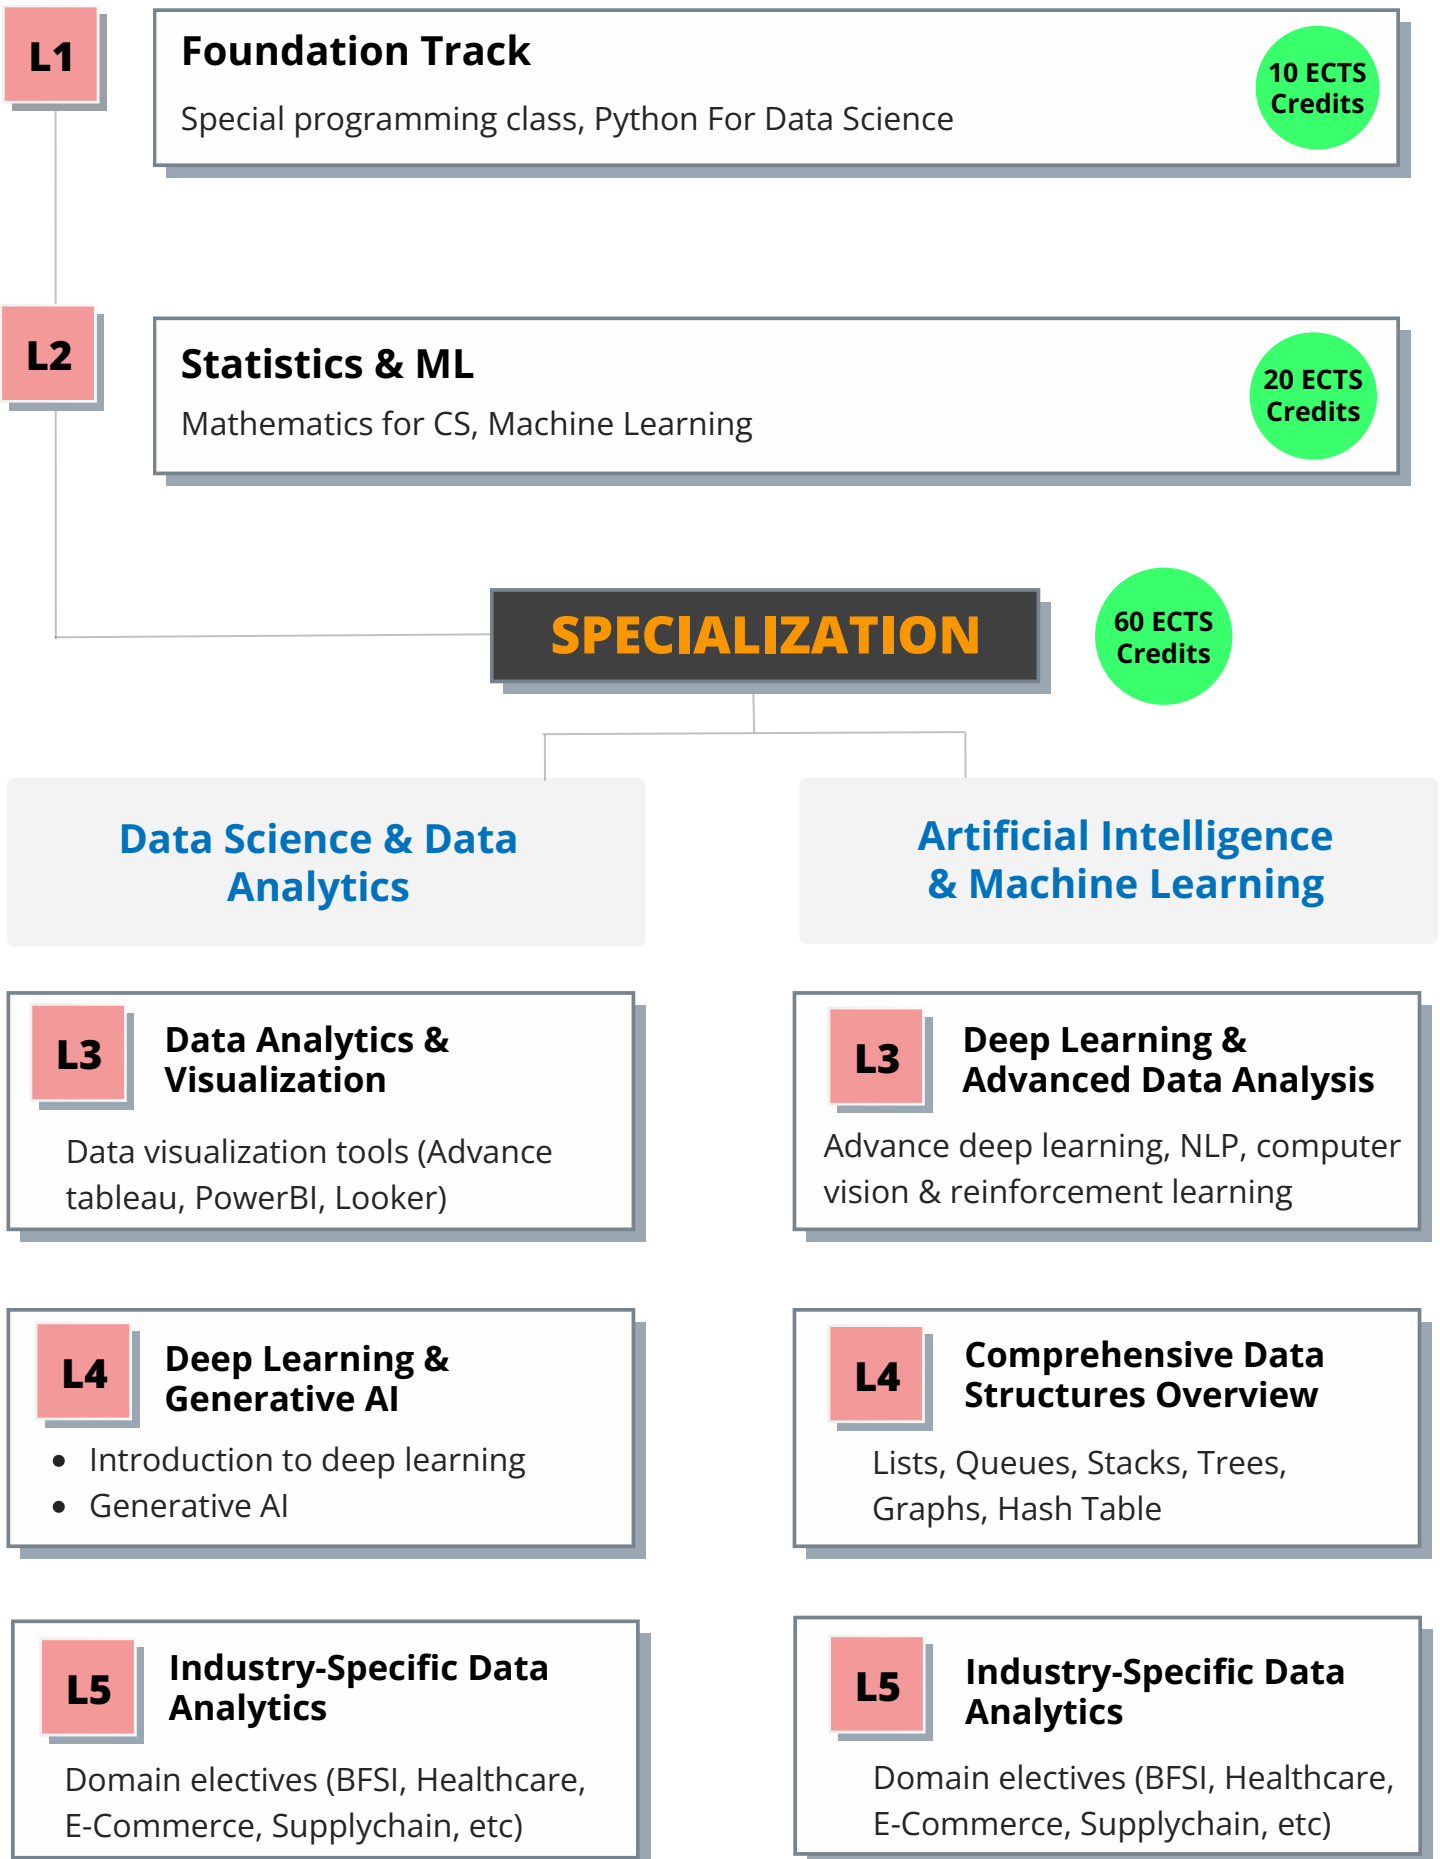 L1
Foundation Track
Special programming class, Python For Data Science
10 ECTS
Credits
L2
Statistics & ML
Mathematics for CS, Machine Learning
20 ECTS
Credits
SPECIALIZATION
60 ECTS
Credits
Data Science & Data
Analytics
L3
Data Analytics &
Visualization
Data visualization tools (Advance
tableau, PowerBI, Looker)
L4
Deep Learning &
Generative AI
• Introduction to deep learning
• Generative AI
L5
Industry-Specific Data
Analytics
Domain electives (BFSI, Healthcare,
E-Commerce, Supplychain, etc)
Artificial Intelligence
& Machine Learning
L3
Deep Learning &
Advanced Data Analysis
Advance deep learning, NLP, computer
vision & reinforcement learning
L4
Comprehensive Data
Structures Overview
Lists, Queues, Stacks, Trees,
Graphs, Hash Table
L5
Industry-Specific Data
Analytics
Domain electives (BFSI, Healthcare,
E-Commerce, Supplychain, etc)